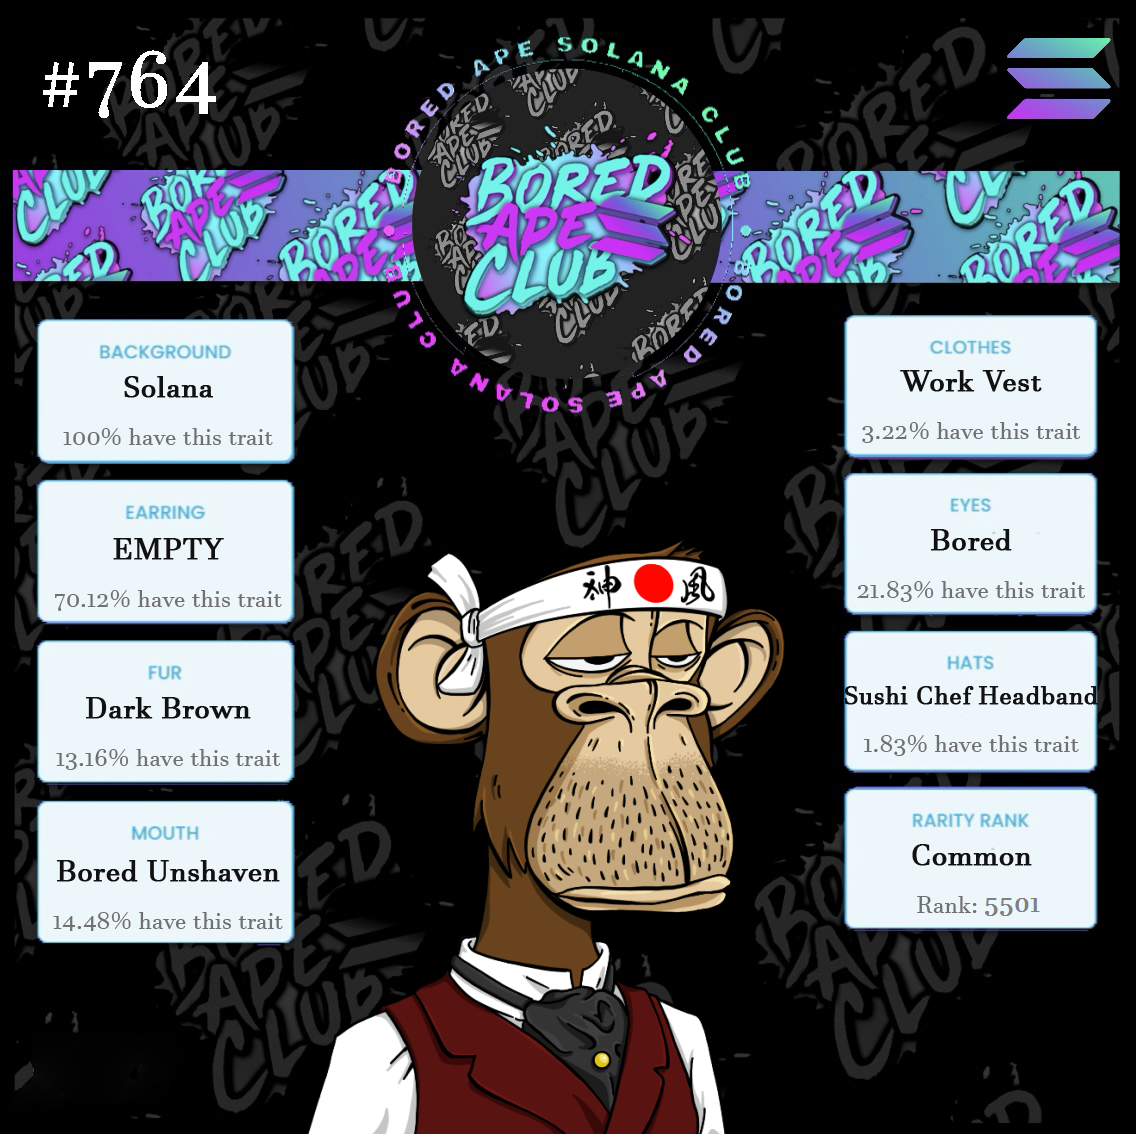 #764
BORED APE SOLANA CLUB
BORED APE SOLANA CLUB
BORED
APE
CLUB
BACKGROUND
Solana
100% have this trait
EARRING
EMPTY
70.12% have this trait
FUR
Dark Brown
13.16% have this trait
MOUTH
Bored Unshaven
14.48% have this trait
CLOTHES
Work Vest
3.22% have this trait
EYES
Bored
21.83% have this trait
HATS
Sushi Chef Headband
1.83% have this trait
RARITY RANK
Common
Rank: 5501
神 風